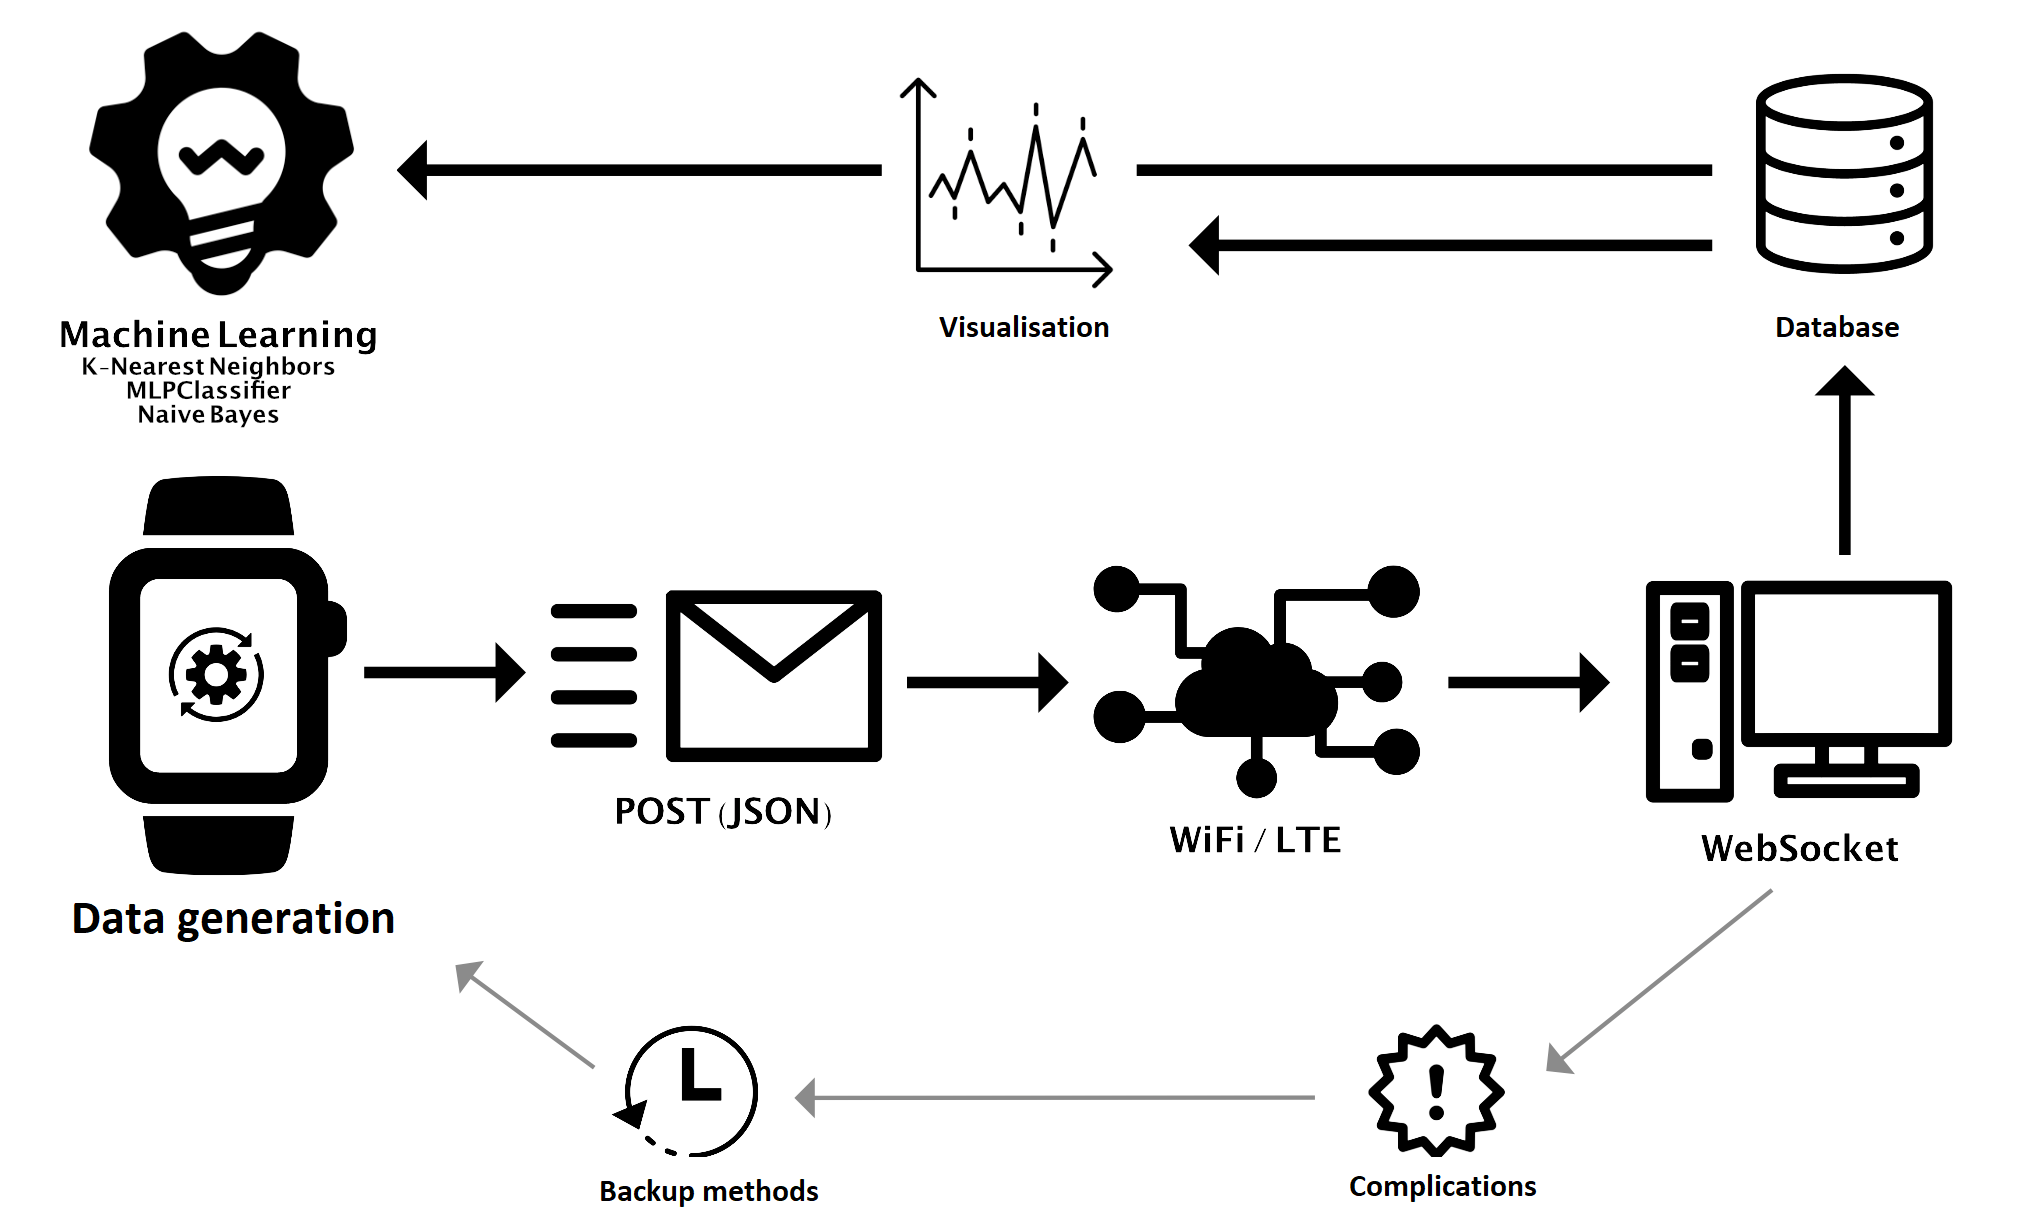 Machine Learning
K-Nearest Neighbors
MLPClassifier
Naive Bayes
Visualisation
Database
Data generation
POST (JSON)
WiFi / LTE
WebSocket
Backup methods
Complications